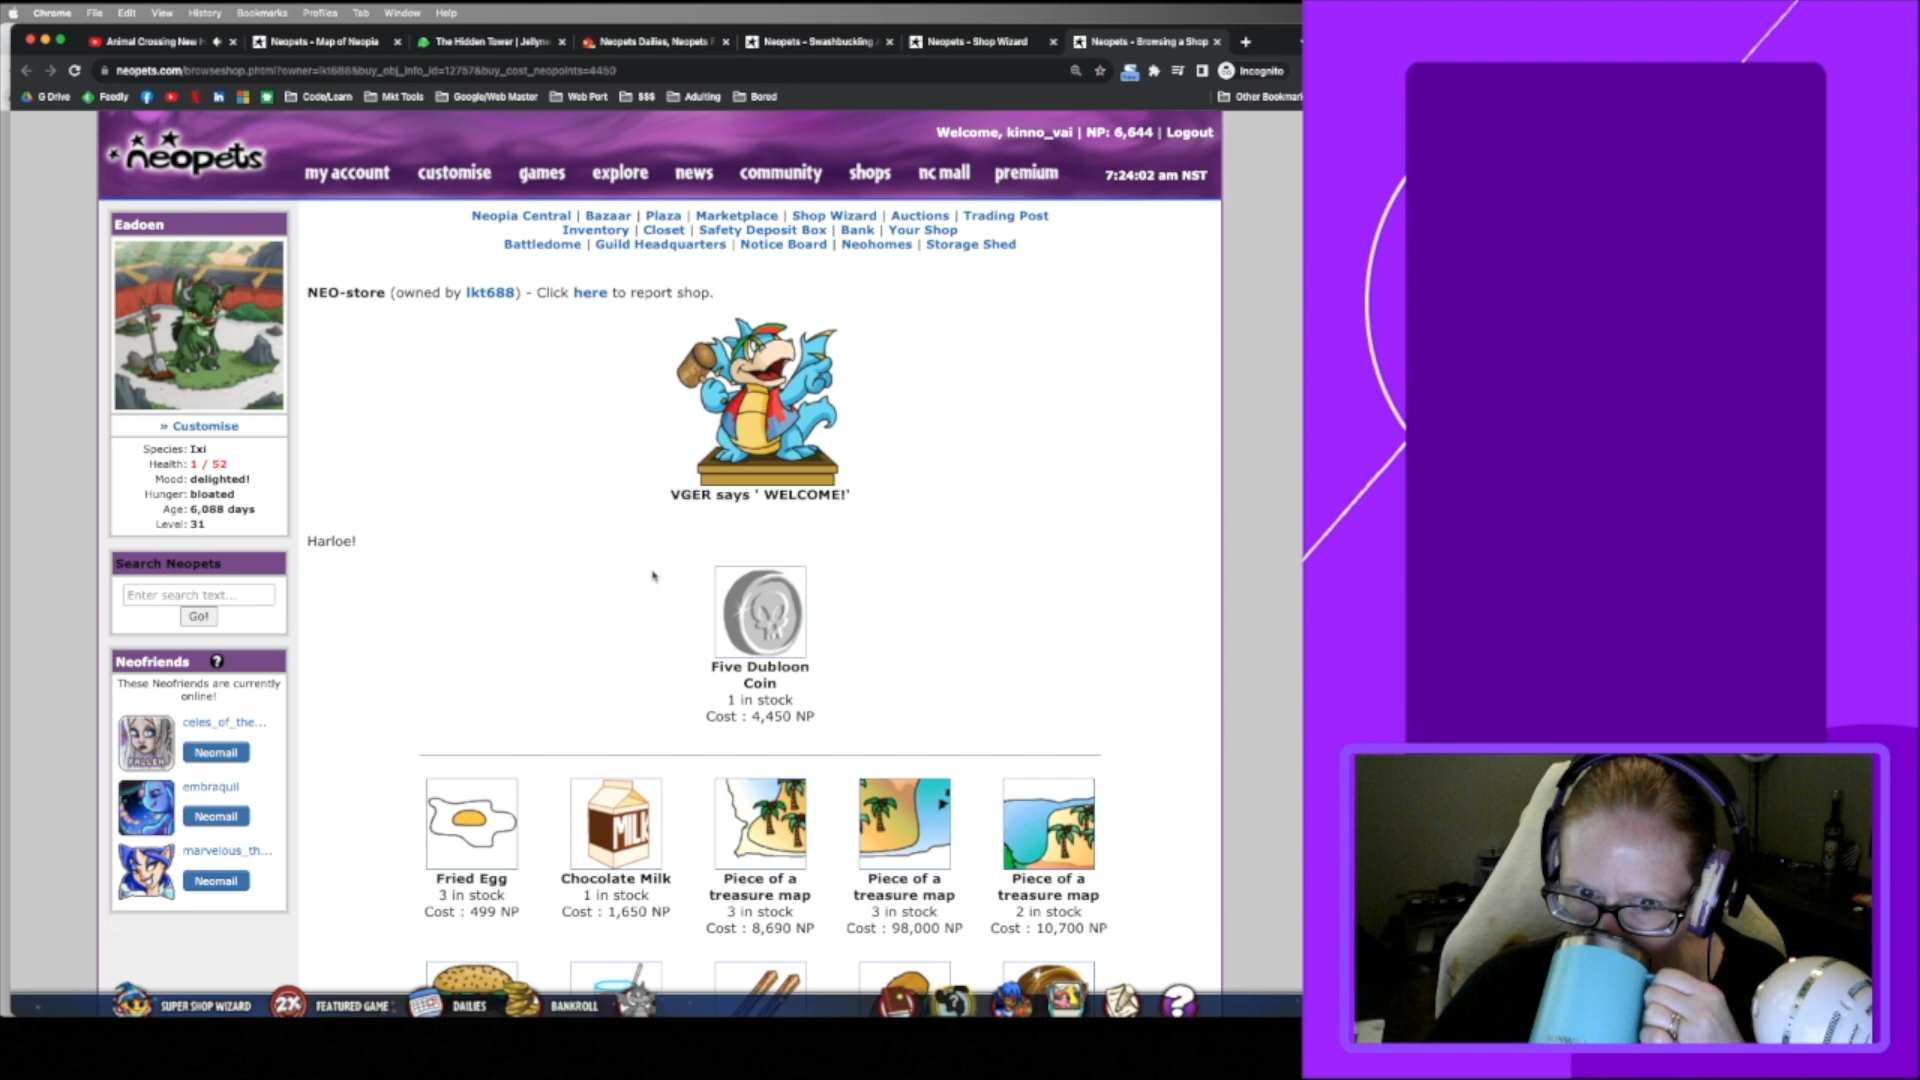 Chrome File Edit View History Bookmarks Profiles Tab Window Help
Animal Crossing New H
Neopets - Map of Neopia
The Hidden Tower | Jellyne
Neopets Dailies, Neopets F
Neopets - Swashbuckling A
Neopets - Shop Wizard
Neopets - Browsing a Shop
neopets.com/browseshop.phtml?owner=lkt688&buy_obj_info_id=12757&buy_cost_neopoints=4450
Incognito
G Drive Feedly Code/Learn Mkt Tools Google/Web Master Web Port $$$ Adulting Bored Other Bookmar
neopets
Welcome, kinno_vai | NP: 6,644 | Logout
my account customise games explore news community shops nc mall premium
7:24:02 am NST
Neopia Central | Bazaar | Plaza | Marketplace | Shop Wizard | Auctions | Trading Post
Inventory | Closet | Safety Deposit Box | Bank | Your Shop
Battledome | Guild Headquarters | Notice Board | Neohomes | Storage Shed
Eadoen
» Customise
Species: Ixi
Health: 1 / 52
Mood: delighted!
Hunger: bloated
Age: 6,088 days
Level: 31
Search Neopets
Enter search text...
Go!
Neofriends ?
These Neofriends are currently
online!
celes_of_the...
Neomail
FALLEN
embraquil
Neomail
marvelous_th...
Neomail
NEO-store (owned by lkt688) - Click here to report shop.
VGER says ' WELCOME!'
Harloe!
Five Dubloon
Coin
1 in stock
Cost : 4,450 NP
MILK
Fried Egg
3 in stock
Cost : 499 NP
Chocolate Milk
1 in stock
Cost : 1,650 NP
Piece of a
treasure map
3 in stock
Cost : 8,690 NP
Piece of a
treasure map
3 in stock
Cost : 98,000 NP
Piece of a
treasure map
2 in stock
Cost : 10,700 NP
SUPER SHOP WIZARD
2X
FEATURED GAME
DAILIES
BANKROLL
?